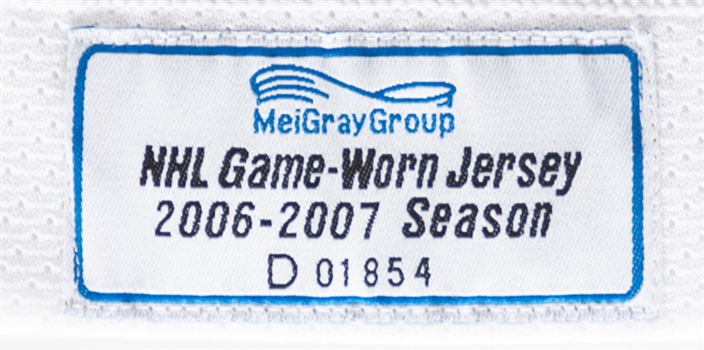 MeiGrayGroup
NHL Game-Worn Jersey
2006-2007 Season
D 01854